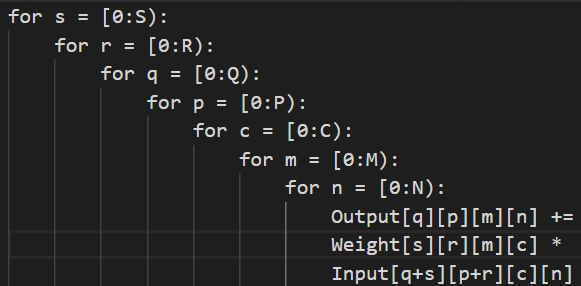 for s = [0:S):
for r = [0:R):
for q = [0:Q):
for p = [0:P):
for c = [0:C):
for m = [0:M):
for n = [0:N):
Output[q][p][m][n] +=
Weight[s][r][m][c] *
Input[q+s][p+r][c][n]